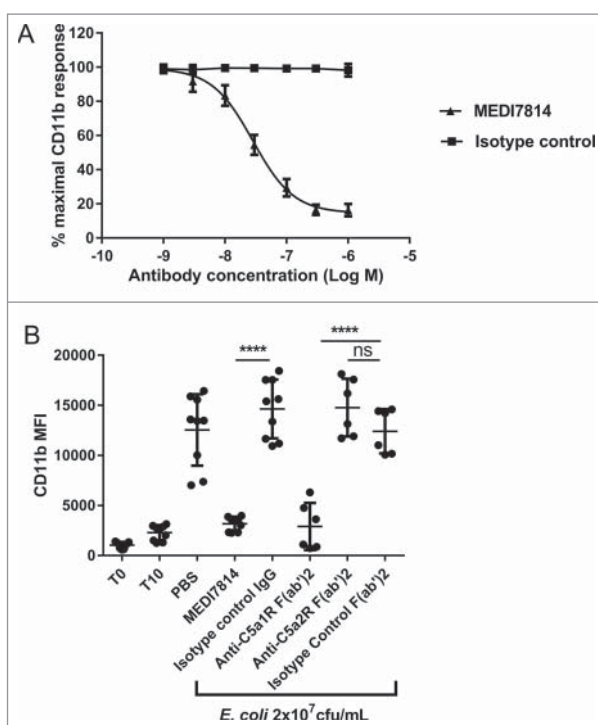 A
% maximal CD11b response
120
100
80
60
40
20
0
-10
-9
-8
-7
-6
-5
Antibody concentration (Log M)
MEDI7814
Isotype control
B
CD11b MFI
20000
15000
10000
5000
0
****
****
ns
T0
T10
PBS
MEDI7814
Isotype control IgG
Anti-C5a1R F(ab')2
Anti-C5a2R F(ab')2
Isotype Control F(ab')2
E. coli 2x10⁷cfu/mL